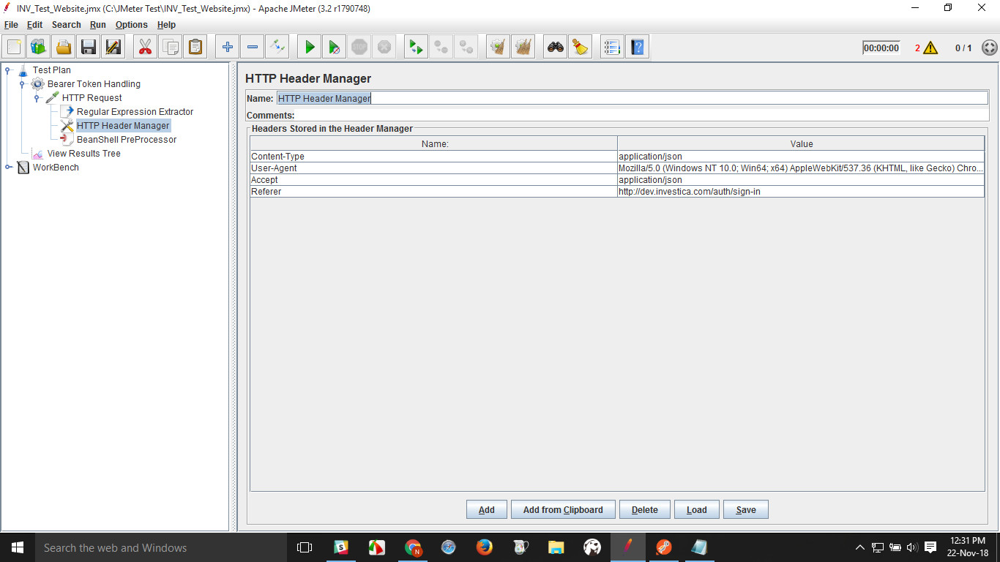 INV_Test_Website.jmx (C:\JMeter Test\INV_Test_Website.jmx) - Apache JMeter (3.2 r1790748)
File Edit Search Run Options Help
00:00:00 2 0 / 1
Test Plan
Bearer Token Handling
HTTP Request
Regular Expression Extractor
HTTP Header Manager
BeanShell PreProcessor
View Results Tree
WorkBench
HTTP Header Manager
Name: HTTP Header Manager
Comments:
Headers Stored in the Header Manager
Name: Value
Content-Type application/json
User-Agent Mozilla/5.0 (Windows NT 10.0; Win64; x64) AppleWebKit/537.36 (KHTML, like Gecko) Chro...
Accept application/json
Referer http://dev.investica.com/auth/sign-in
Add Add from Clipboard Delete Load Save
Search the web and Windows
12:31 PM
22-Nov-18